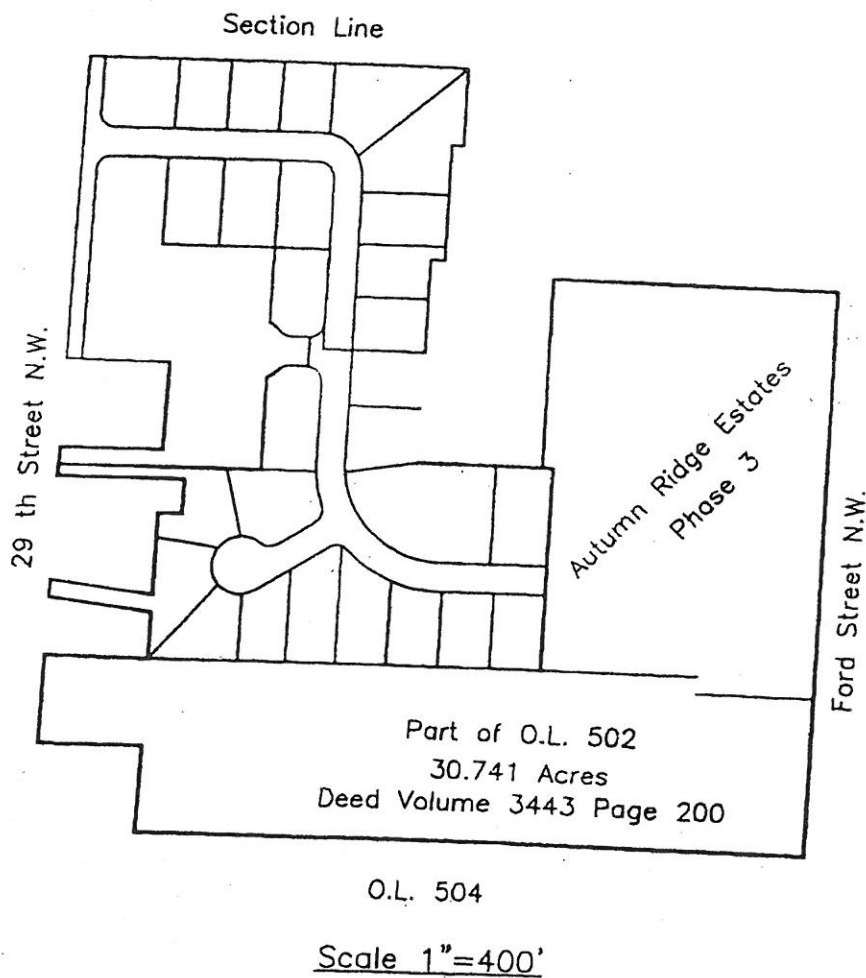 Section Line
29 th Street N.W.
Autumn Ridge Estates
Phase 3
Ford Street N.W.
Part of O.L. 502
30.741 Acres
Deed Volume 3443 Page 200
O.L. 504
Scale 1"=400'